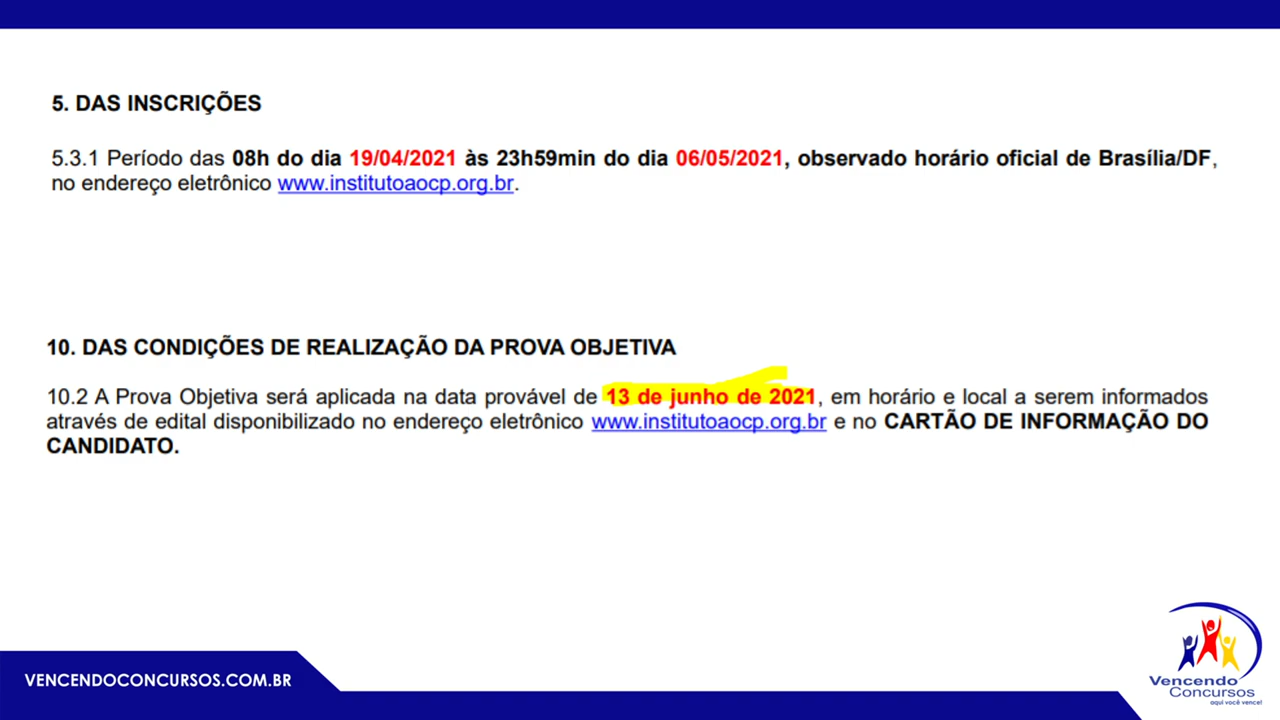 5. DAS INSCRIÇÕES
5.3.1 Período das 08h do dia 19/04/2021 às 23h59min do dia 06/05/2021, observado horário oficial de Brasília/DF,
no endereço eletrônico www.institutoaocp.org.br.
10. DAS CONDIÇÕES DE REALIZAÇÃO DA PROVA OBJETIVA
10.2 A Prova Objetiva será aplicada na data provável de 13 de junho de 2021, em horário e local a serem informados
através de edital disponibilizado no endereço eletrônico www.institutoaocp.org.br e no CARTÃO DE INFORMAÇÃO DO
CANDIDATO.
VENCENDOCONCURSOS.COM.BR
Vencendo
Concursos
aqui você vence!